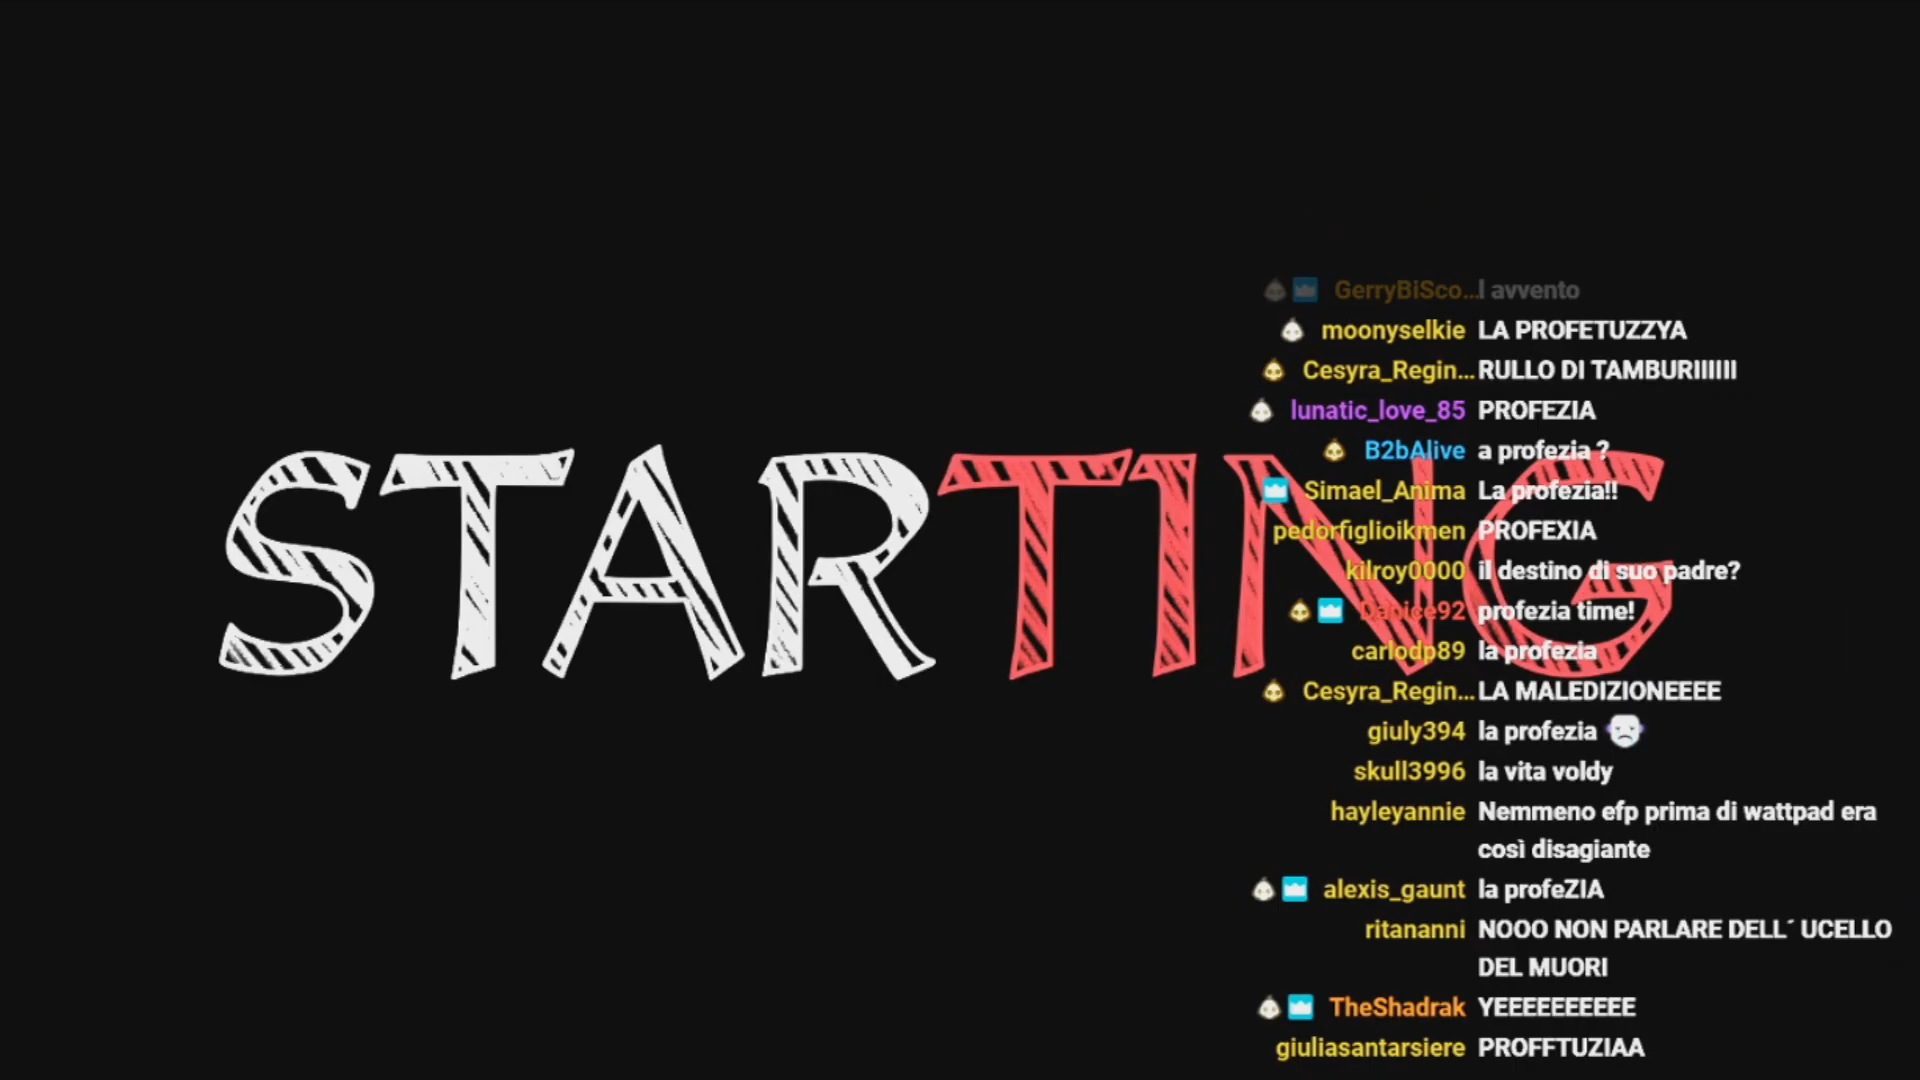 STARTING
GerryBiSco... l avvento
moonyselkie LA PROFETUZZYA
Cesyra_Regin... RULLO DI TAMBURIIIIII
lunatic_love_85 PROFEZIA
B2bAlive a profezia ?
Simael_Anima La profezia!!
pedorfiglioikmen PROFEXIA
kilroy0000 il destino di suo padre?
Danice92 profezia time!
carlodp89 la profezia
Cesyra_Regin... LA MALEDIZIONEEEE
giuly394 la profezia
skull3996 la vita voldy
hayleyannie Nemmeno efp prima di wattpad era
così disagiante
alexis_gaunt la profeZIA
ritananni NOOO NON PARLARE DELL´ UCELLO
DEL MUORI
TheShadrak YEEEEEEEEEE
giuliasantarsiere PROFFTUZIAA